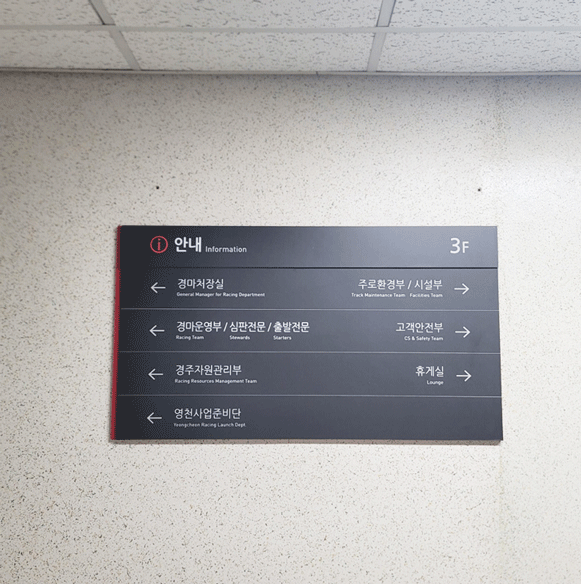 안내 Information 3F
경마처장실 주로환경부 / 시설부
General Manager for Racing Department Track Maintenance Team Facilities Team
경마운영부 / 심판전문 / 출발전문 고객안전부
Racing Team Stewards Starters CS & Safety Team
경주자원관리부 휴게실
Racing Resources Management Team Lounge
영천사업준비단
Yeongcheon Racing Launch Dept.